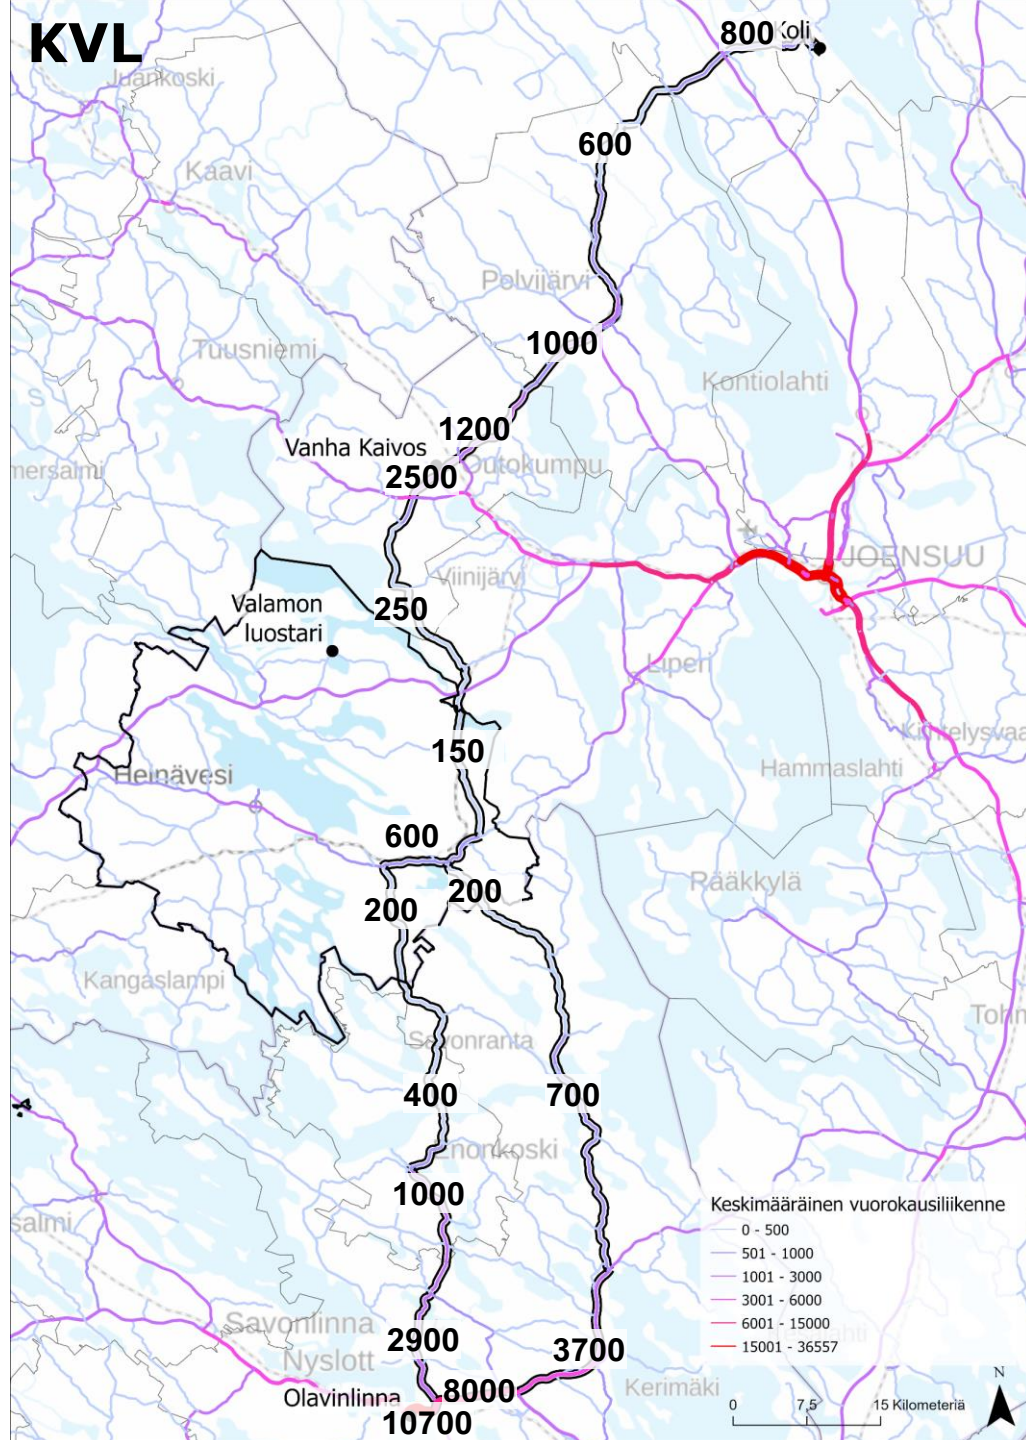 KVL
800
Koli
Juankoski
600
Kaavi
Polvijärvi
1000
Tuusniemi
Kontiolahti
1200
Vanha Kaivos
Outokumpu
2500
JOENSUU
Viinijärvi
250
Valamon
luostari
Liperi
150
Hammaslahti
Heinävesi
600
200
200
Rääkkylä
Kangaslampi
Savonranta
400
700
Enonkoski
1000
Keskimääräinen vuorokausiliikenne
0 - 500
501 - 1000
1001 - 3000
3001 - 6000
6001 - 15000
15001 - 36557
Savonlinna
Nyslott
2900
3700
Olavinlinna
8000
10700
Kerimäki
N
0
7,5
15 Kilometeriä